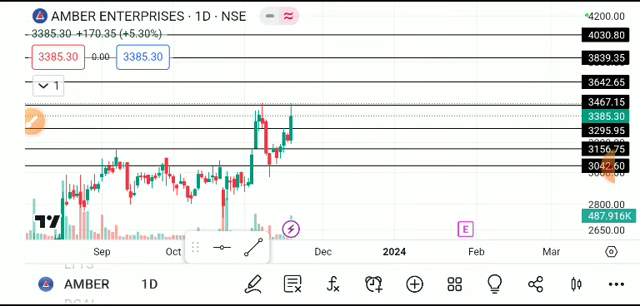 AMBER ENTERPRISES · 1D · NSE
3385.30 +170.35 (+5.30%)
3385.30 0.00 3385.30
1
4200.00
4030.80
3839.35
3642.65
3467.15
3385.30
3295.95
3156.75
3042.60
2800.00
487.916K
2650.00
Sep Oct Dec 2024 Feb Mar
E
AMBER 1D